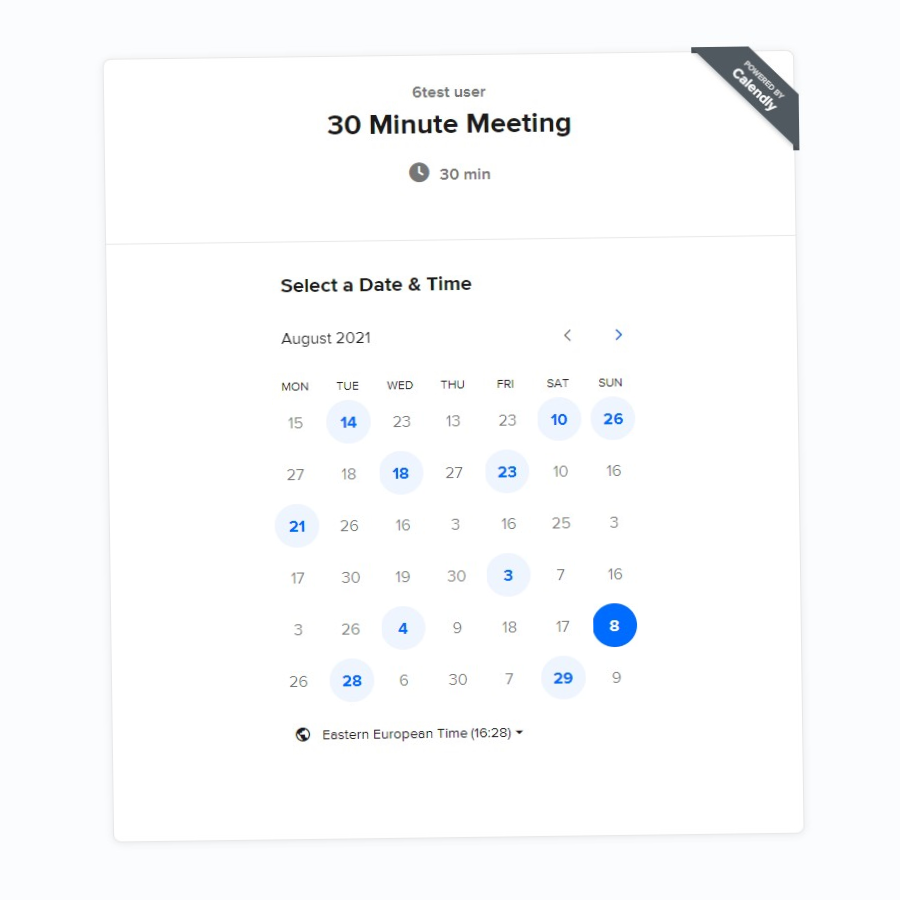 POWERED BY
Calendly
6test user
30 Minute Meeting
30 min
Select a Date & Time
August 2021
MON TUE WED THU FRI SAT SUN
15 14 23 13 23 10 26
27 18 18 27 23 10 16
21 26 16 3 16 25 3
17 30 19 30 3 7 16
3 26 4 9 18 17 8
26 28 6 30 7 29 9
Eastern European Time (16:28)